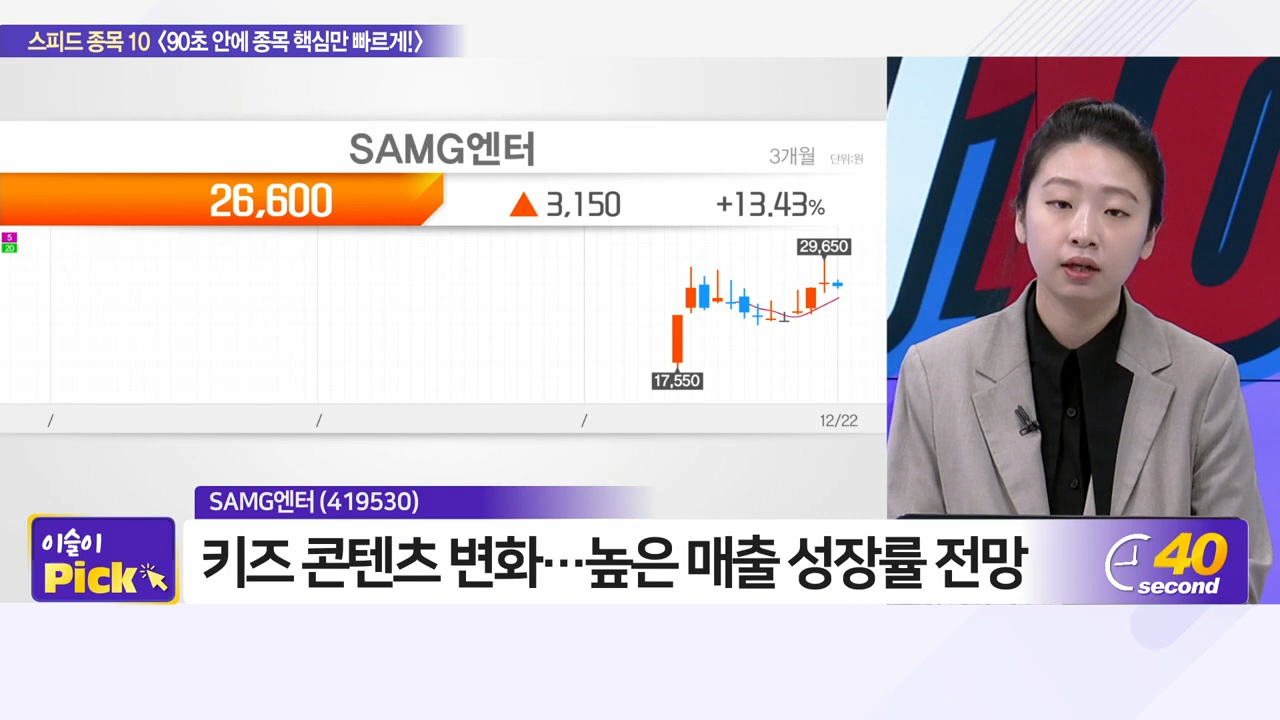 스피드 종목 10 <90초 안에 종목 핵심만 빠르게!>
SAMG엔터
3개월 단위:원
26,600 ▲ 3,150 +13.43%
5
20
29,650
17,550
/ / / 12/22
SAMG엔터 (419530)
이슬이
Pick
키즈 콘텐츠 변화…높은 매출 성장률 전망
40
second